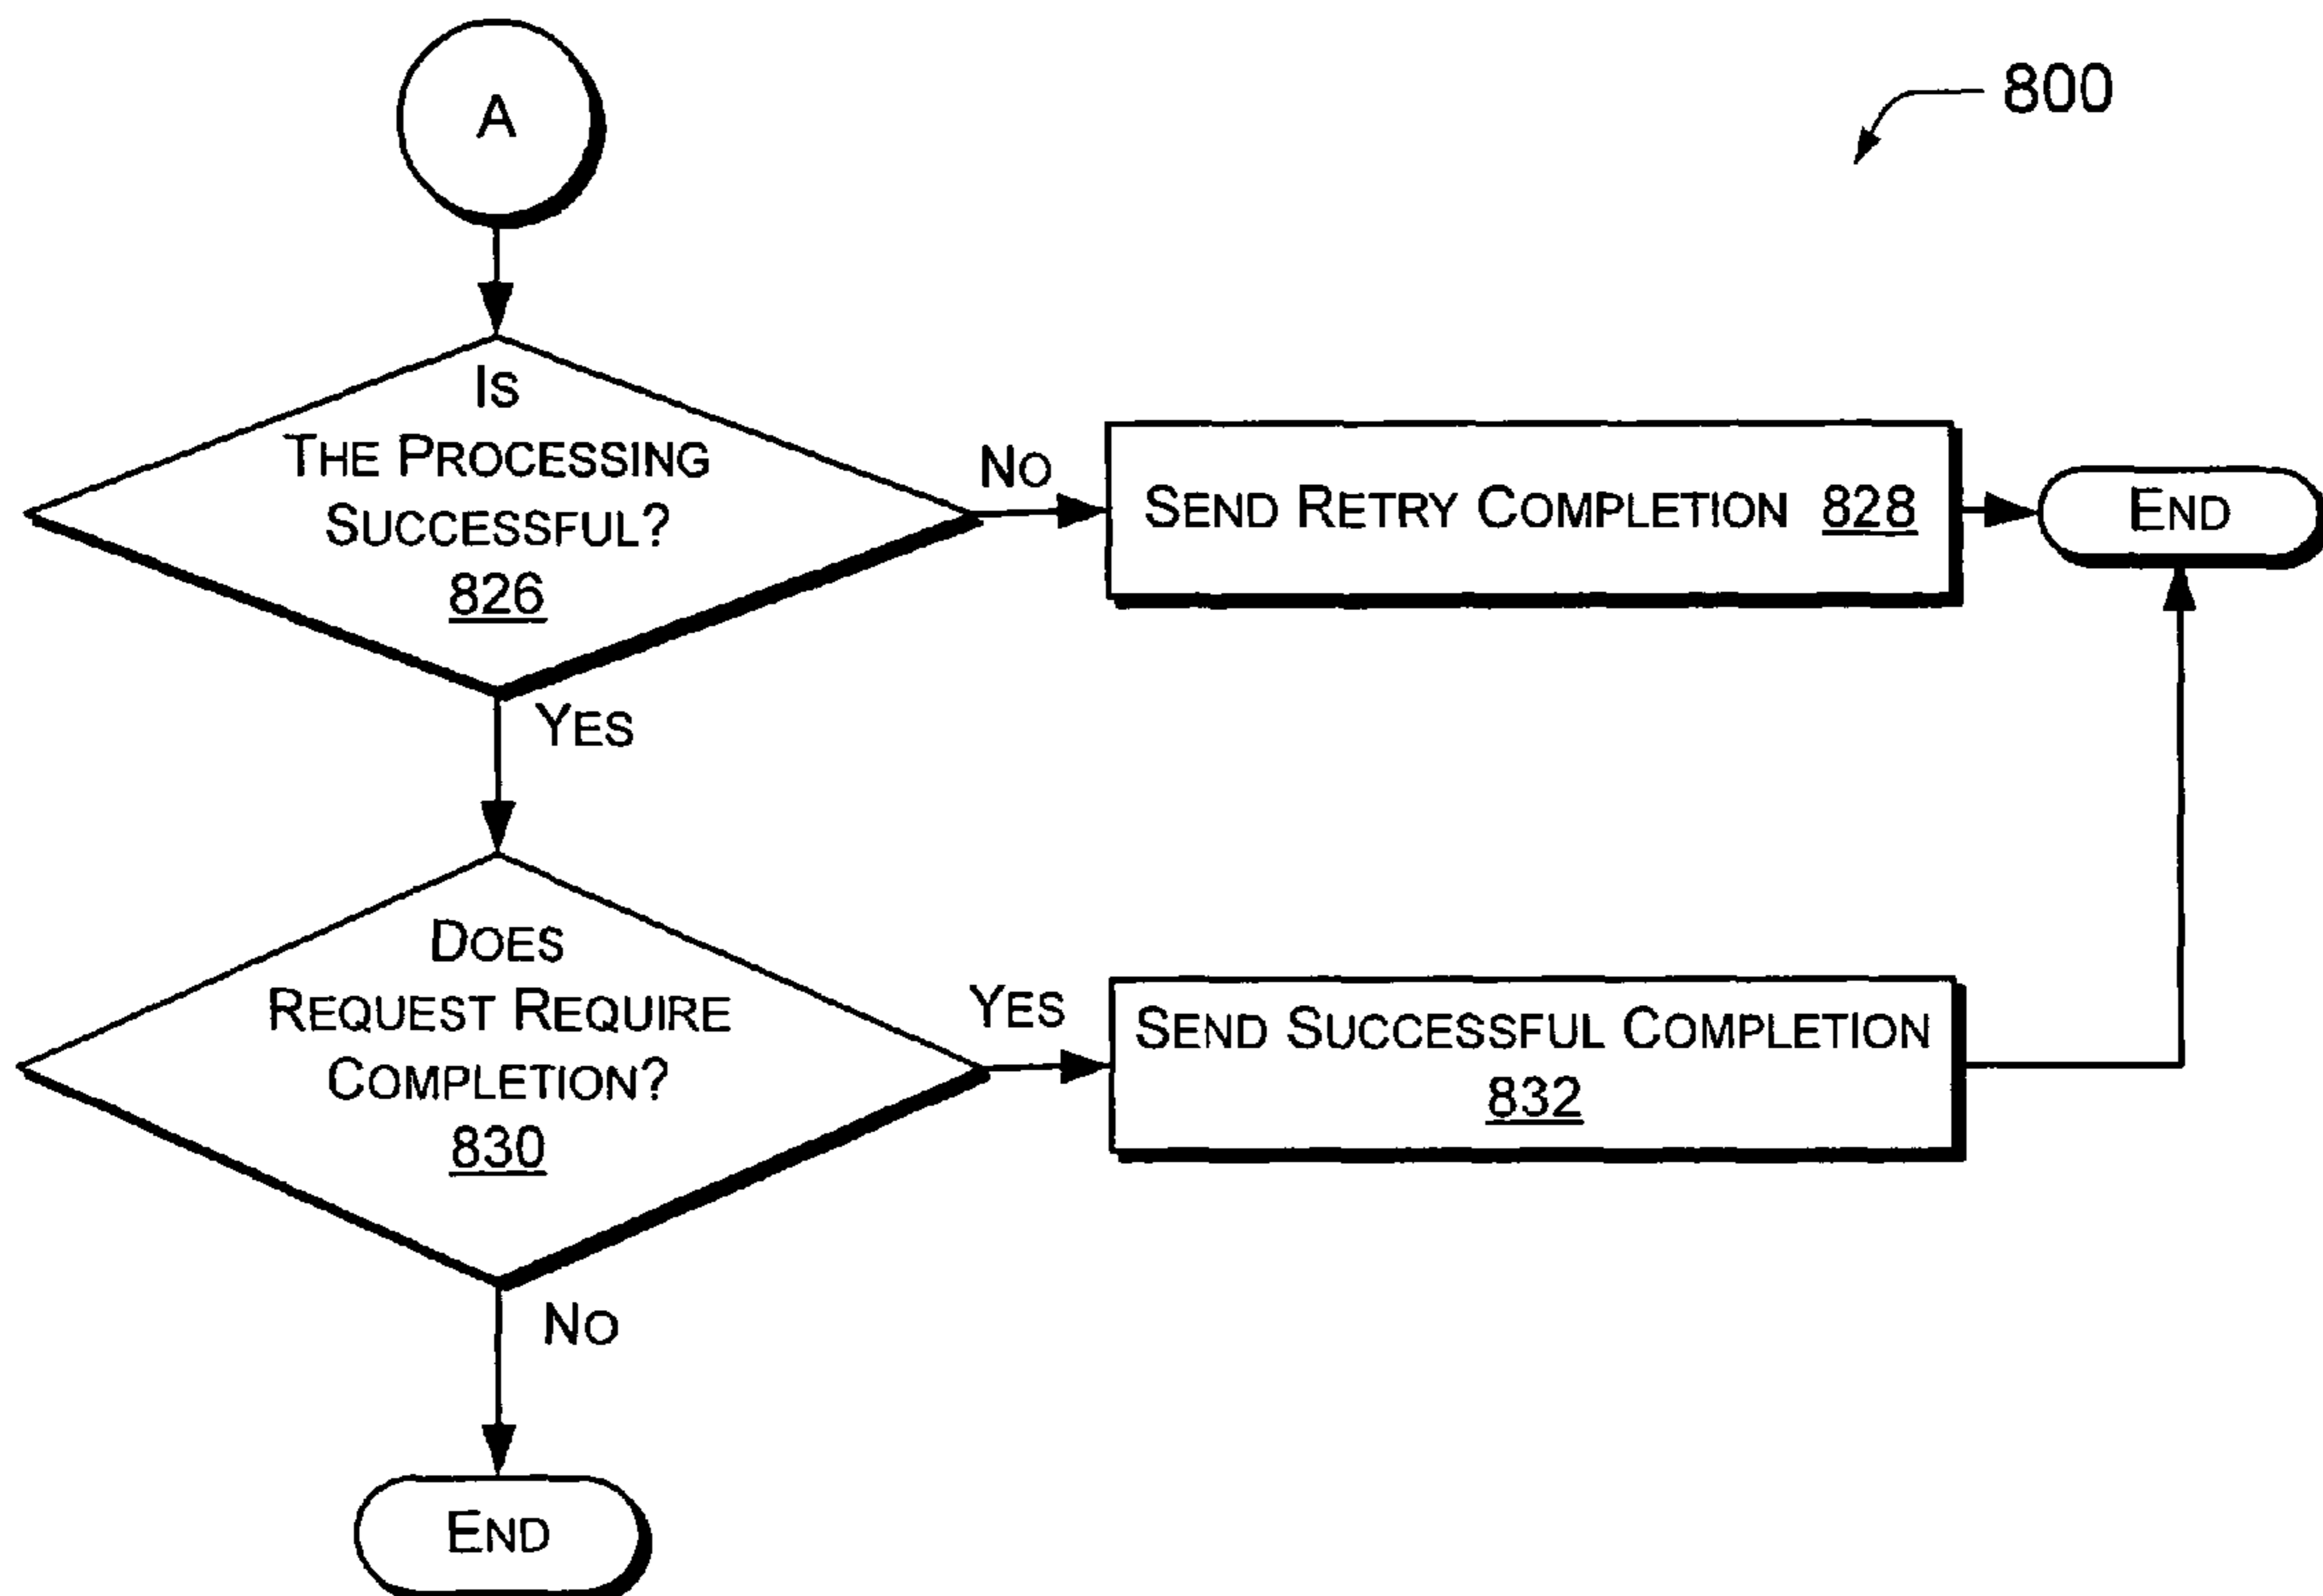 A
800
IS
THE PROCESSING
SUCCESSFUL?
826
NO
SEND RETRY COMPLETION 828
END
YES
DOES
REQUEST REQUIRE
COMPLETION?
830
YES
SEND SUCCESSFUL COMPLETION
832
NO
END